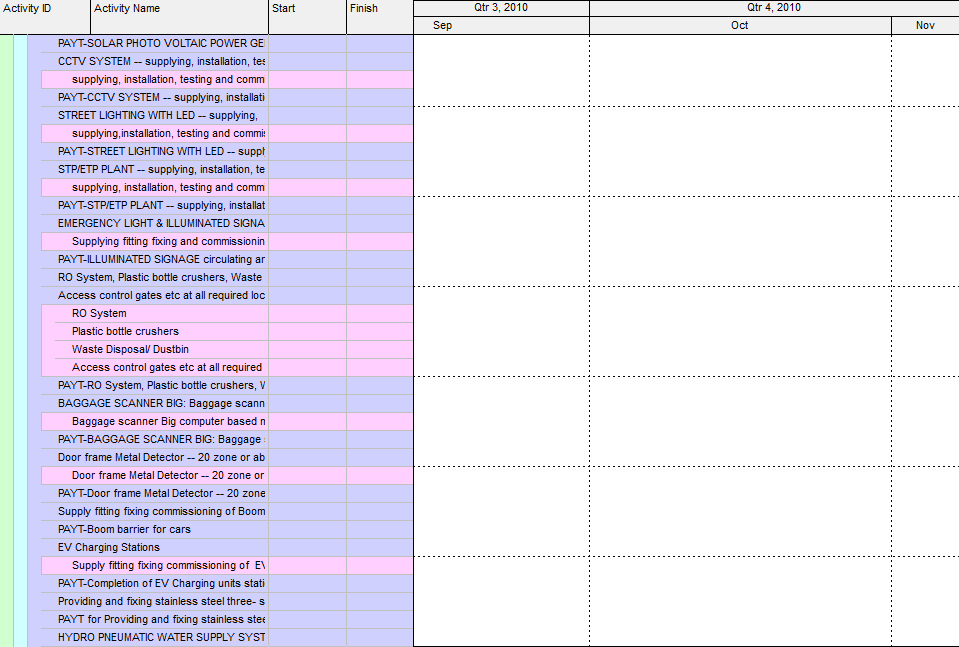 Activity ID Activity Name Start Finish Qtr 3, 2010 Qtr 4, 2010
Sep Oct Nov
PAYT-SOLAR PHOTO VOLTAIC POWER GE
CCTV SYSTEM -- supplying, installation, tes
supplying, installation, testing and comm
PAYT-CCTV SYSTEM -- supplying, installati
STREET LIGHTING WITH LED -- supplying,
supplying,installation, testing and commis
PAYT-STREET LIGHTING WITH LED -- suppl
STP/ETP PLANT -- supplying, installation, te
supplying, installation, testing and comm
PAYT-STP/ETP PLANT -- supplying, installat
EMERGENCY LIGHT & ILLUMINATED SIGNA
Supplying fitting fixing and commissionin
PAYT-ILLUMINATED SIGNAGE circulating ar
RO System, Plastic bottle crushers, Waste
Access control gates etc at all required loc
RO System
Plastic bottle crushers
Waste Disposal/ Dustbin
Access control gates etc at all required
PAYT-RO System, Plastic bottle crushers, W
BAGGAGE SCANNER BIG: Baggage scann
Baggage scanner Big computer based m
PAYT-BAGGAGE SCANNER BIG: Baggage
Door frame Metal Detector -- 20 zone or ab
Door frame Metal Detector -- 20 zone or
PAYT-Door frame Metal Detector -- 20 zone
Supply fitting fixing commissioning of Boom
PAYT-Boom barrier for cars
EV Charging Stations
Supply fitting fixing commissioning of EV
PAYT-Completion of EV Charging units stati
Providing and fixing stainless steel three- s
PAYT for Providing and fixing stainless stee
HYDRO PNEUMATIC WATER SUPPLY SYST